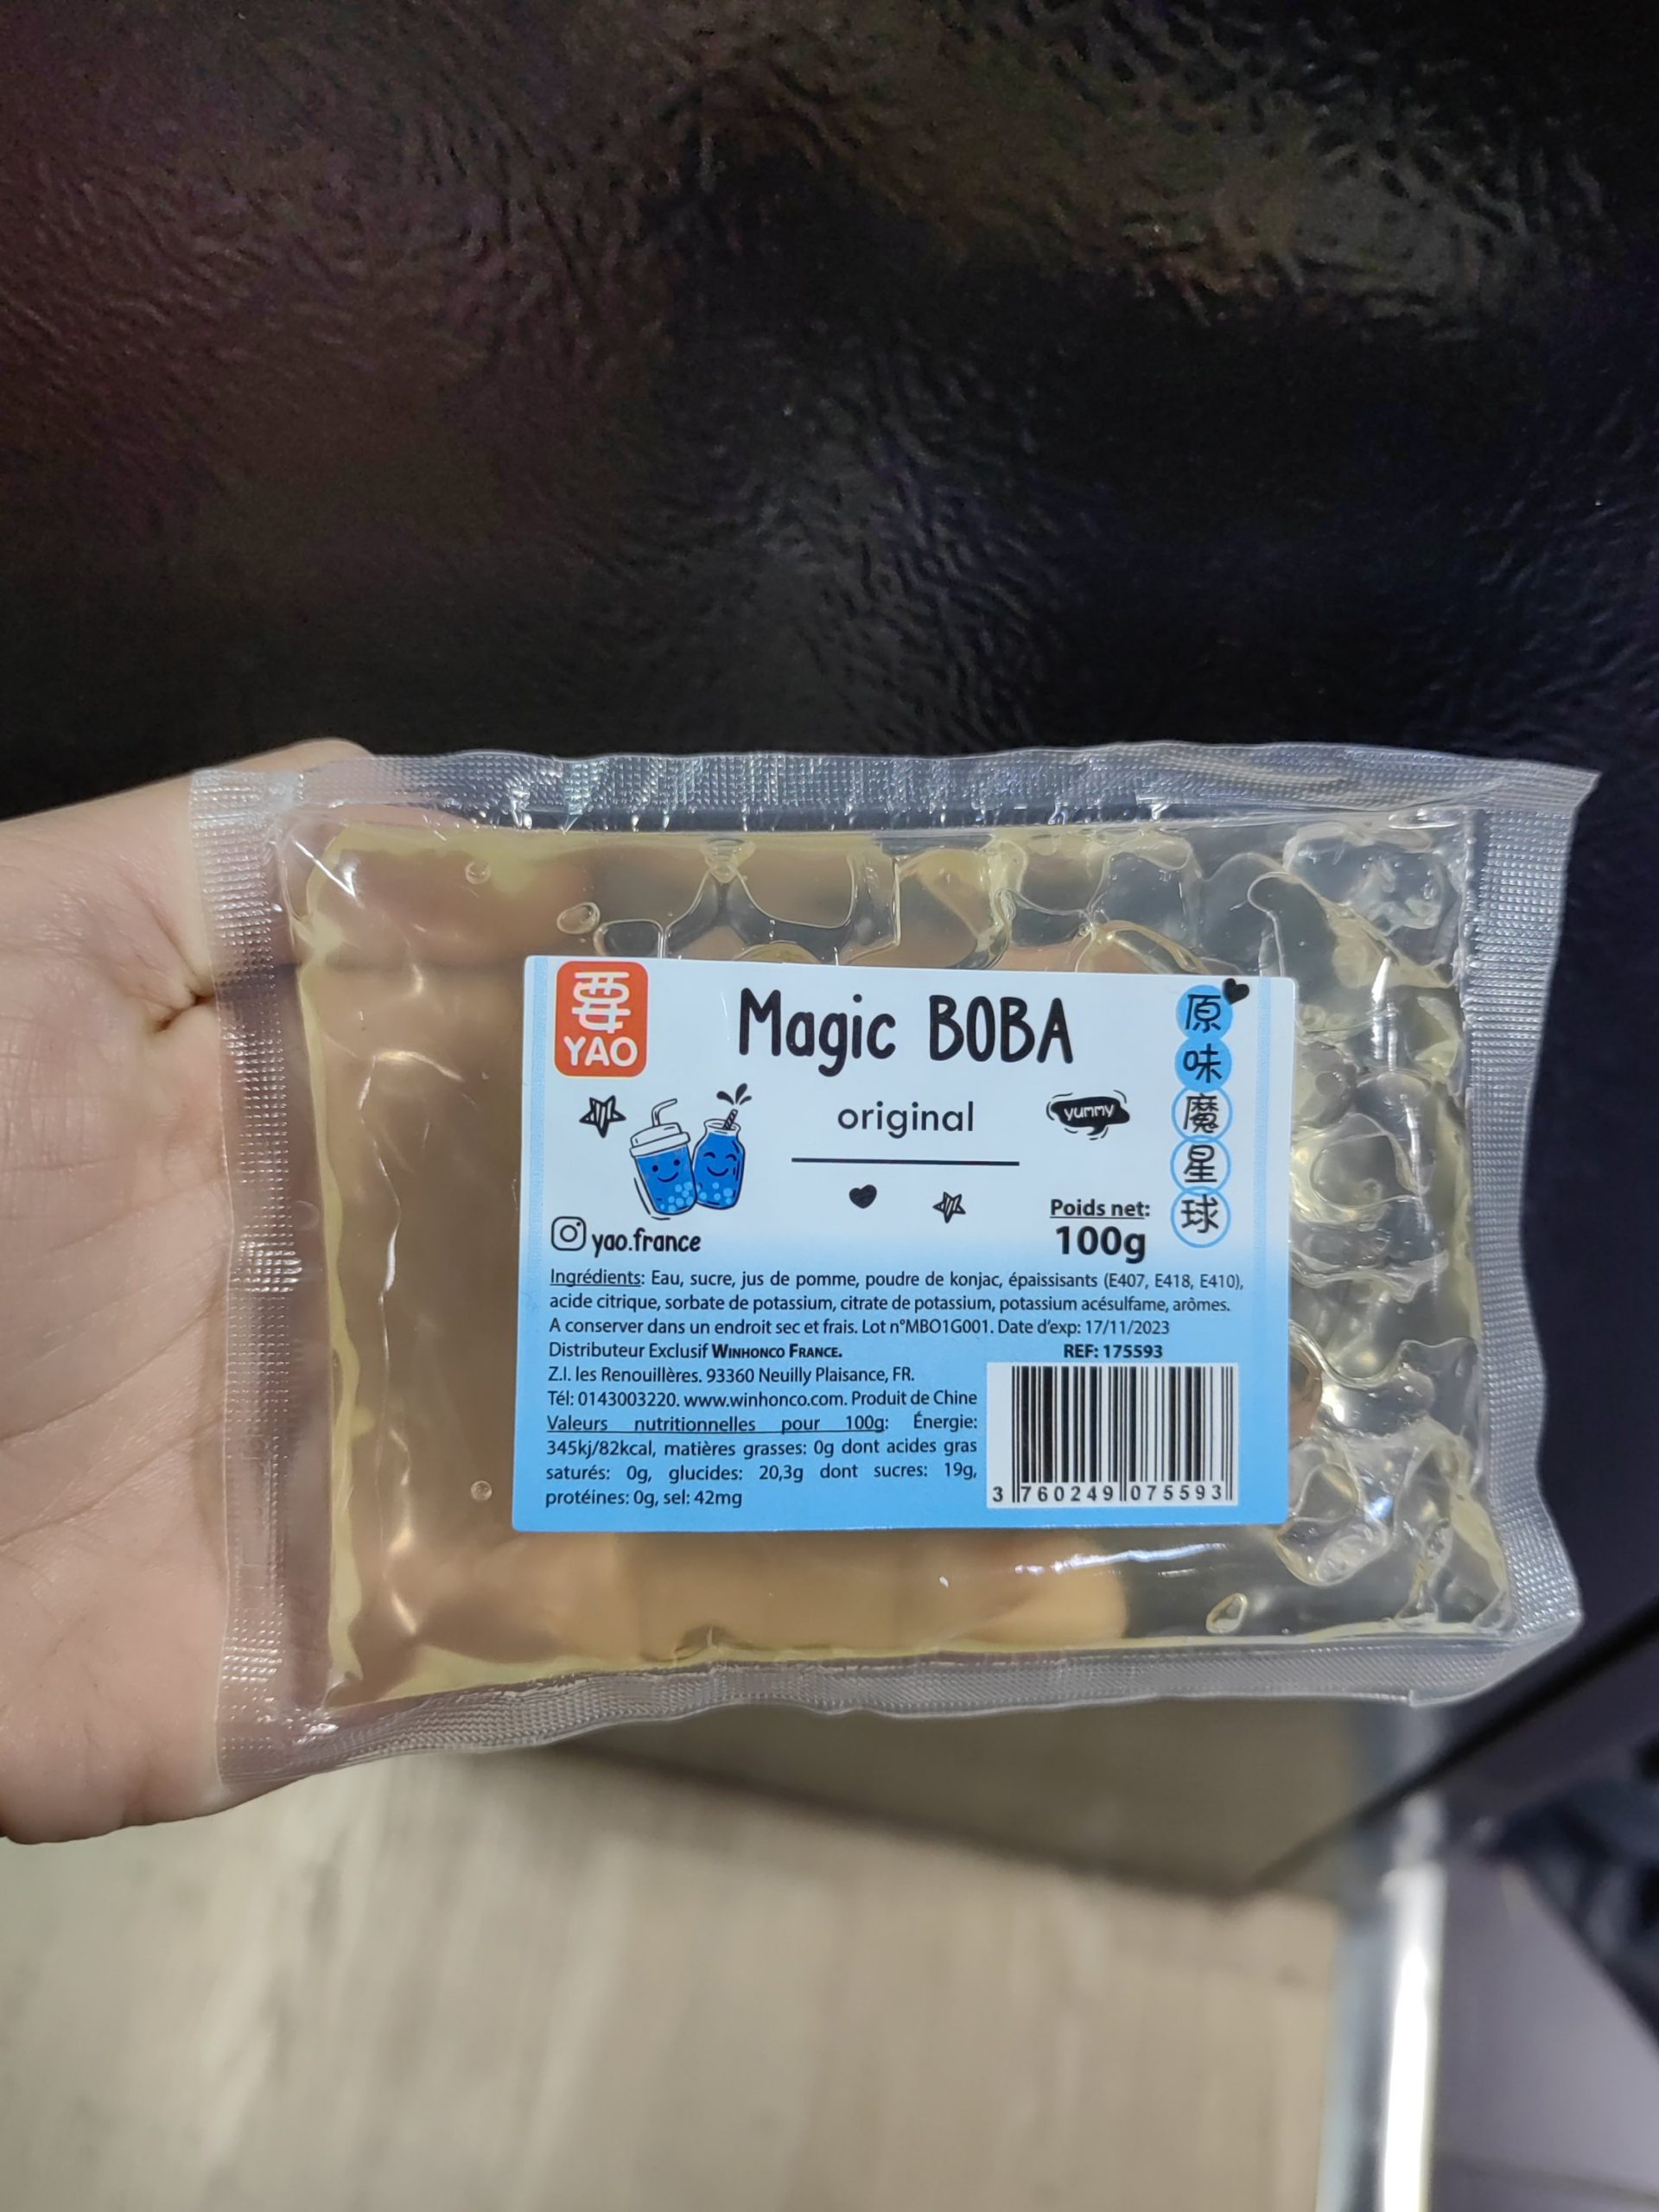 要
YAO
Magic BOBA
original
yummy
原
味
魔
星
球
yao.france
Poids net:
100g
Ingrédients: Eau, sucre, jus de pomme, poudre de konjac, épaississants (E407, E418, E410),
acide citrique, sorbate de potassium, citrate de potassium, potassium acésulfame, arômes.
A conserver dans un endroit sec et frais. Lot n°MBO1G001. Date d'exp: 17/11/2023
Distributeur Exclusif WINHONCO FRANCE.
REF: 175593
Z.I. les Renouillères. 93360 Neuilly Plaisance, FR.
Tél: 0143003220. www.winhonco.com. Produit de Chine
Valeurs nutritionnelles pour 100g: Énergie:
345kj/82kcal, matières grasses: 0g dont acides gras
saturés: 0g, glucides: 20,3g dont sucres: 19g,
protéines: 0g, sel: 42mg
3 760249 075593